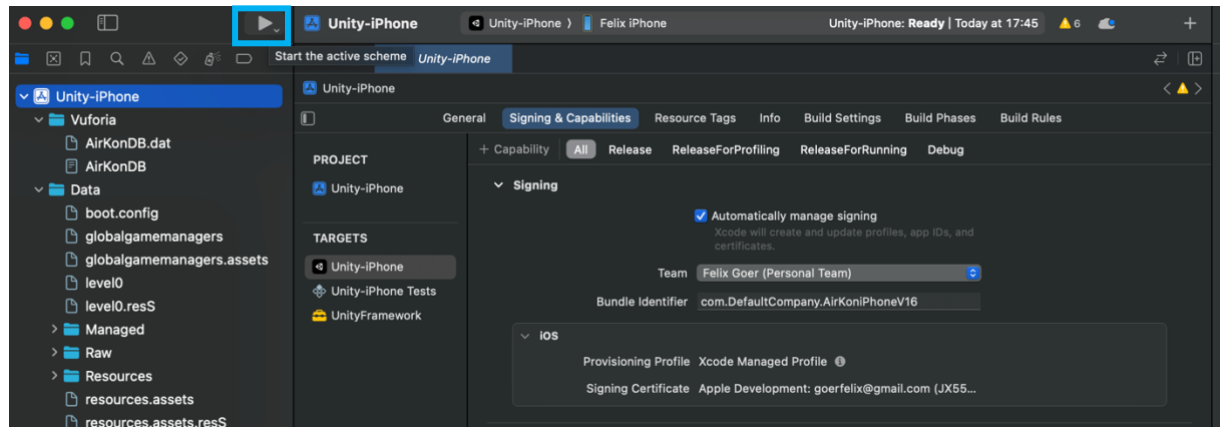 Unity-iPhone
Unity-iPhone 〉 Felix iPhone
Unity-iPhone: Ready | Today at 17:45
6
Start the active scheme
Unity-iPhone
Unity-iPhone
Unity-iPhone
Vuforia
AirKonDB.dat
AirKonDB
Data
boot.config
globalgamemanagers
globalgamemanagers.assets
level0
level0.resS
Managed
Raw
Resources
resources.assets
resources.assets.resS
General Signing & Capabilities Resource Tags Info Build Settings Build Phases Build Rules
+ Capability All Release ReleaseForProfiling ReleaseForRunning Debug
PROJECT
Unity-iPhone
TARGETS
Unity-iPhone
Unity-iPhone Tests
UnityFramework
Signing
Automatically manage signing
Xcode will create and update profiles, app IDs, and
certificates.
Team Felix Goer (Personal Team)
Bundle Identifier com.DefaultCompany.AirKoniPhoneV16
iOS
Provisioning Profile Xcode Managed Profile
Signing Certificate Apple Development: goerfelix@gmail.com (JX55...